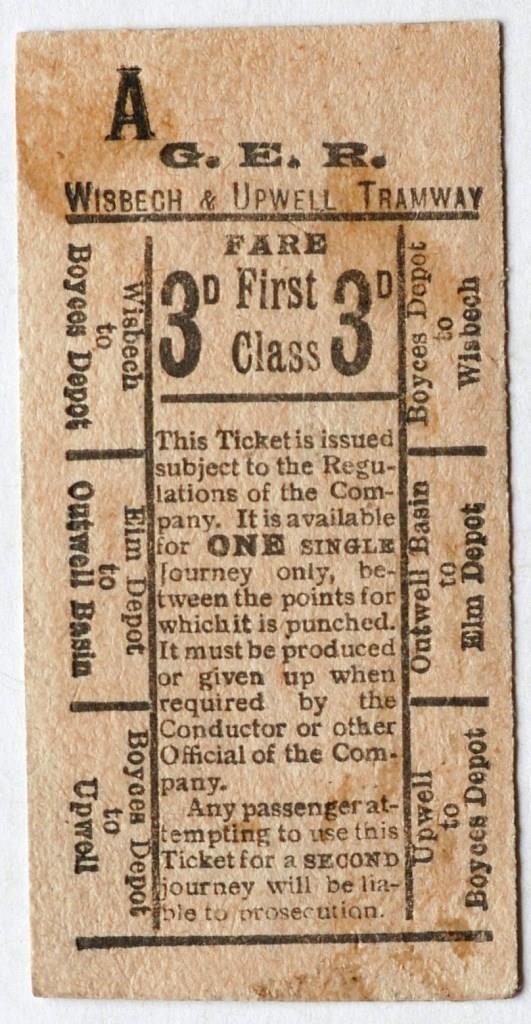 A
G. E. R.
WISBECH & UPWELL TRAMWAY
Wisbech
to
Boyces Depot
Elm Depot
to
Outwell Basin
Boyces Depot
to
Upwell
FARE
3D First 3D
Class
This Ticket is issued
subject to the Regu-
lations of the Com-
pany. It is available
for ONE SINGLE
Journey only, be-
tween the points for
which it is punched.
It must be produced
or given up when
required by the
Conductor or other
Official of the Com-
pany.
Any passenger at-
tempting to use this
Ticket for a SECOND
journey will be lia-
ble to prosecution.
Boyces Depot
to
Wisbech
Outwell Basin
to
Elm Depot
Upwell
to
Boyces Depot